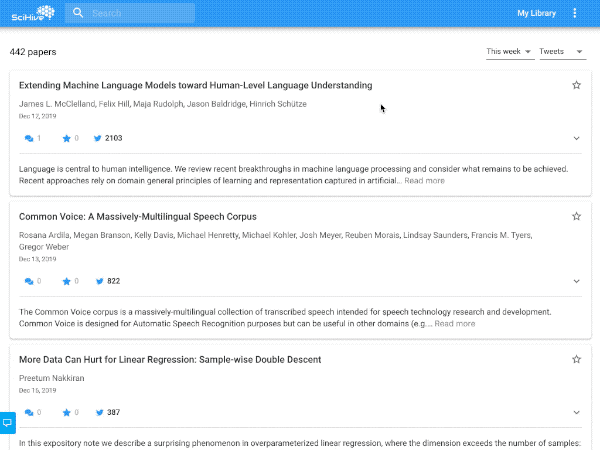 SciHive
Search
My Library
442 papers
This week
Tweets
Extending Machine Language Models toward Human-Level Language Understanding
James L. McClelland, Felix Hill, Maja Rudolph, Jason Baldridge, Hinrich Schütze
Dec 12, 2019
1
0
2103
Language is central to human intelligence. We review recent breakthroughs in machine language processing and consider what remains to be achieved.
Recent approaches rely on domain general principles of learning and representation captured in artificial... Read more
Common Voice: A Massively-Multilingual Speech Corpus
Rosana Ardila, Megan Branson, Kelly Davis, Michael Henretty, Michael Kohler, Josh Meyer, Reuben Morais, Lindsay Saunders, Francis M. Tyers,
Gregor Weber
Dec 13, 2019
0
0
822
The Common Voice corpus is a massively-multilingual collection of transcribed speech intended for speech technology research and development.
Common Voice is designed for Automatic Speech Recognition purposes but can be useful in other domains (e.g.... Read more
More Data Can Hurt for Linear Regression: Sample-wise Double Descent
Preetum Nakkiran
Dec 16, 2019
0
0
387
In this expository note we describe a surprising phenomenon in overparameterized linear regression, where the dimension exceeds the number of samples: